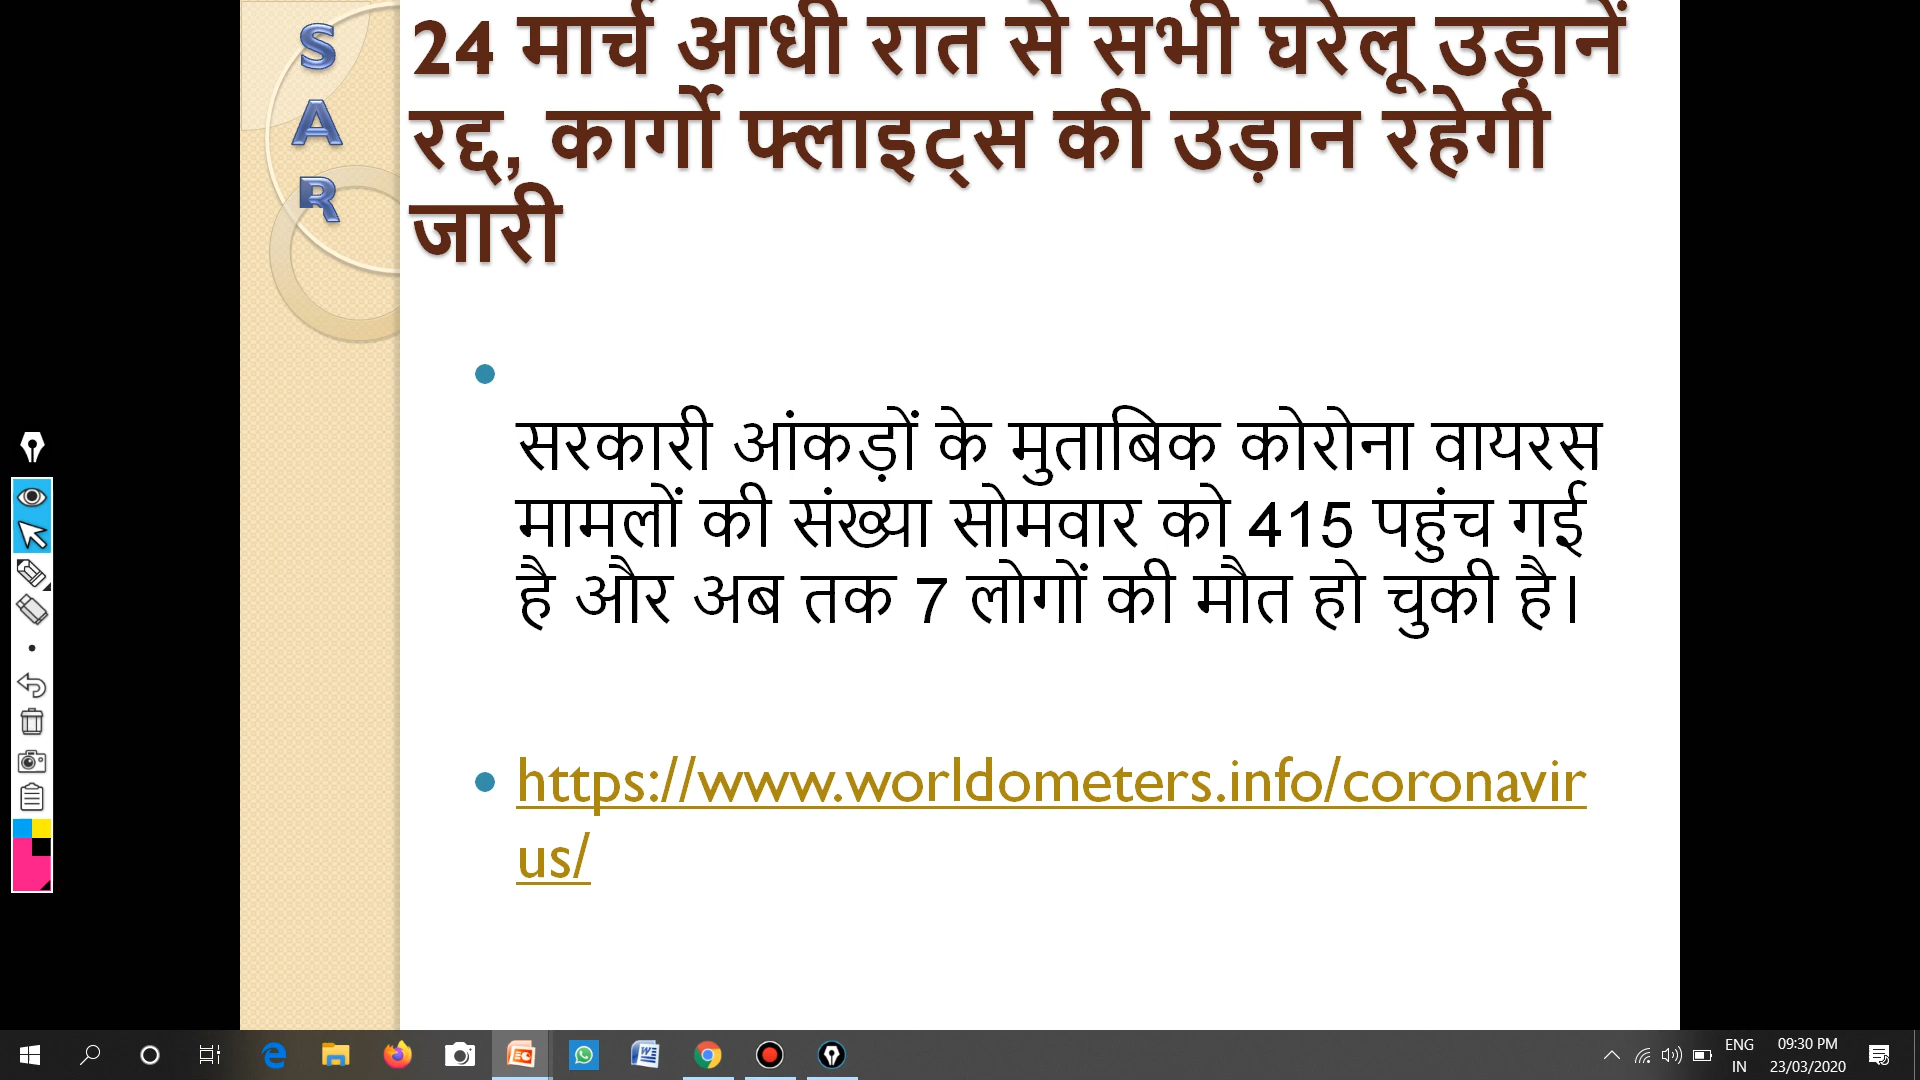 S
A
R
24 मार्च आधी रात से सभी घरेलू उड़ानें
रद्द, कार्गो फ्लाइट्स की उड़ान रहेगी
जारी
सरकारी आंकड़ों के मुताबिक कोरोना वायरस
मामलों की संख्या सोमवार को 415 पहुंच गई
है और अब तक 7 लोगों की मौत हो चुकी है।
https://www.worldometers.info/coronavir
us/
ENG
IN
09:30 PM
23/03/2020